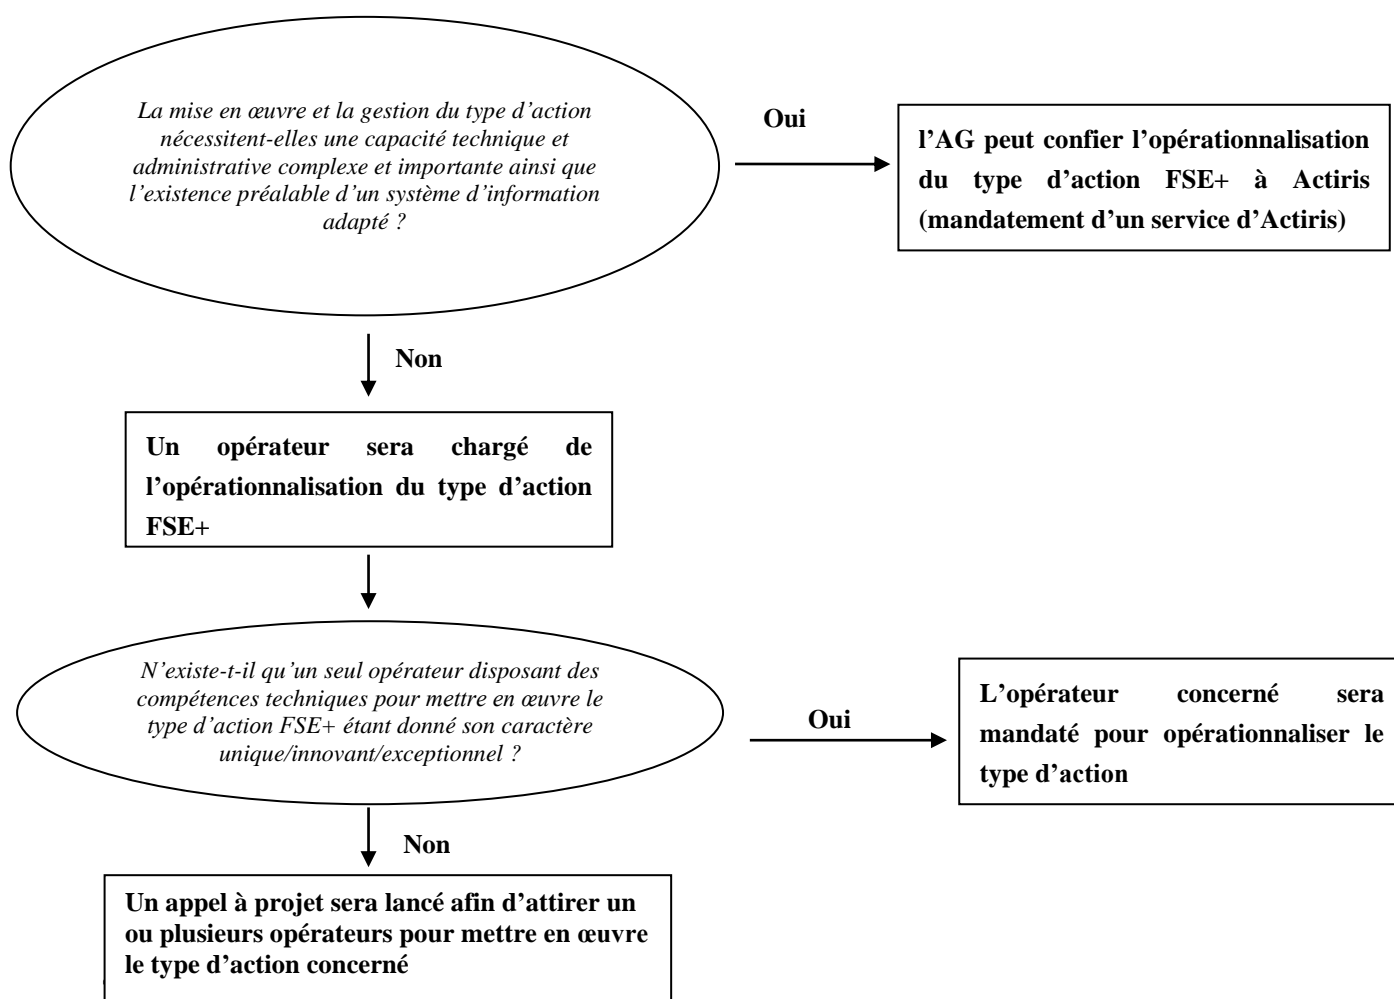 La mise en œuvre et la gestion du type d’action
nécessitent-elles une capacité technique et
administrative complexe et importante ainsi que
l’existence préalable d’un système d’information
adapté ?
Oui
l’AG peut confier l’opérationnalisation
du type d’action FSE+ à Actiris
(mandatement d’un service d’Actiris)
Non
Un opérateur sera chargé de
l’opérationnalisation du type d’action
FSE+
N’existe-t-il qu’un seul opérateur disposant des
compétences techniques pour mettre en œuvre le
type d’action FSE+ étant donné son caractère
unique/innovant/exceptionnel ?
Oui
L’opérateur concerné sera
mandaté pour opérationnaliser le
type d’action
Non
Un appel à projet sera lancé afin d’attirer un
ou plusieurs opérateurs pour mettre en œuvre
le type d’action concerné